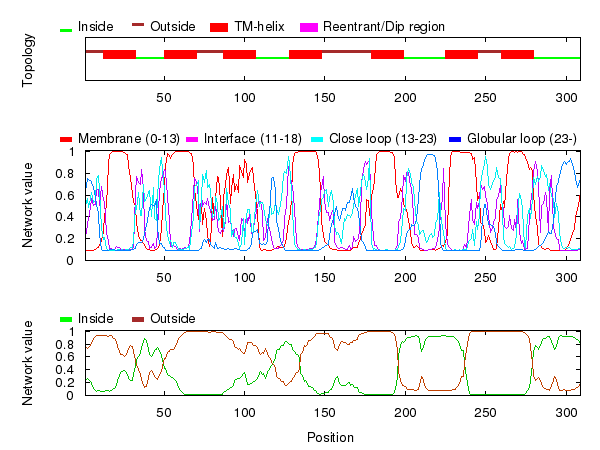 Inside Outside TM-helix Reentrant/Dip region
Topology
50 100 150 200 250 300
Membrane (0-13) Interface (11-18) Close loop (13-23) Globular loop (23-)
Network value
1
0.8
0.6
0.4
0.2
0
50 100 150 200 250 300
Inside Outside
Network value
1
0.8
0.6
0.4
0.2
0
50 100 150 200 250 300
Position